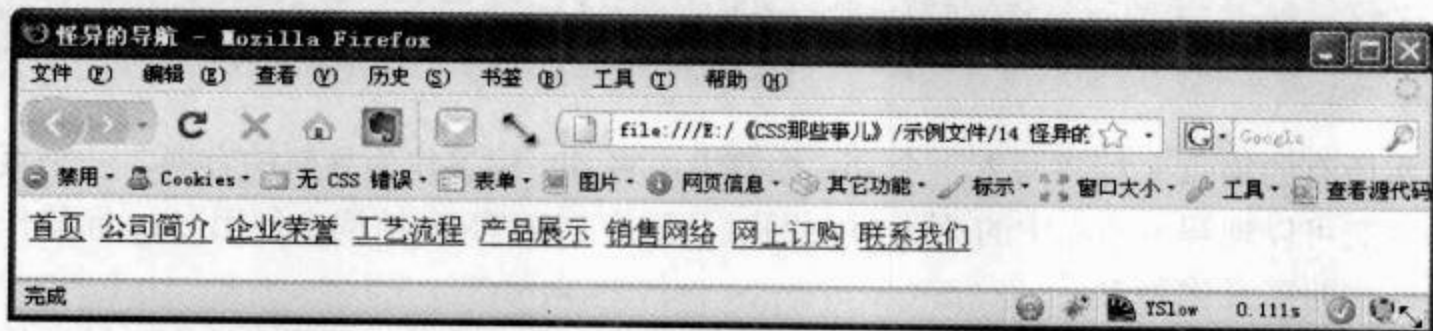 怪异的导航 - Mozilla Firefox
文件 (F) 编辑 (E) 查看 (V) 历史 (S) 书签 (B) 工具 (T) 帮助 (H)
file:///E:/《CSS那些事儿》/示例文件/14 怪异的 G Google
禁用 Cookies 无 CSS 错误 表单 图片 网页信息 其它功能 标示 窗口大小 工具 查看源代码
首页 公司简介 企业荣誉 工艺流程 产品展示 销售网络 网上订购 联系我们
完成 YSlow 0.111s